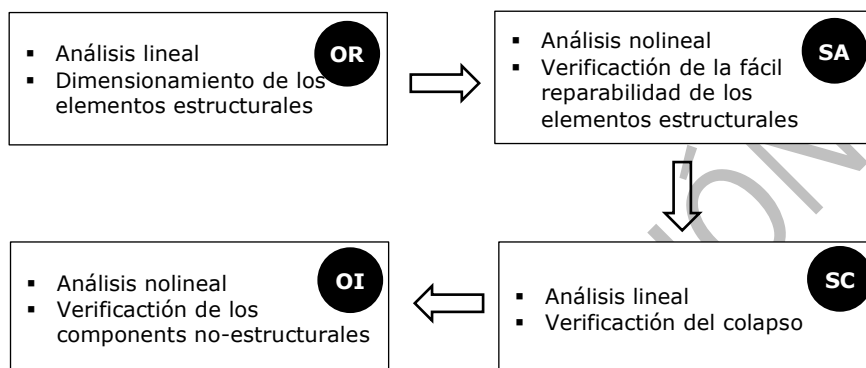 ▪ Análisis lineal
▪ Dimensionamiento de los
elementos estructurales
OR
▪ Análisis nolineal
▪ Verificactión de la fácil
reparabilidad de los
elementos estructurales
SA
▪ Análisis nolineal
▪ Verificactión de los
components no-estructurales
OI
▪ Análisis lineal
▪ Verificactión del colapso
SC